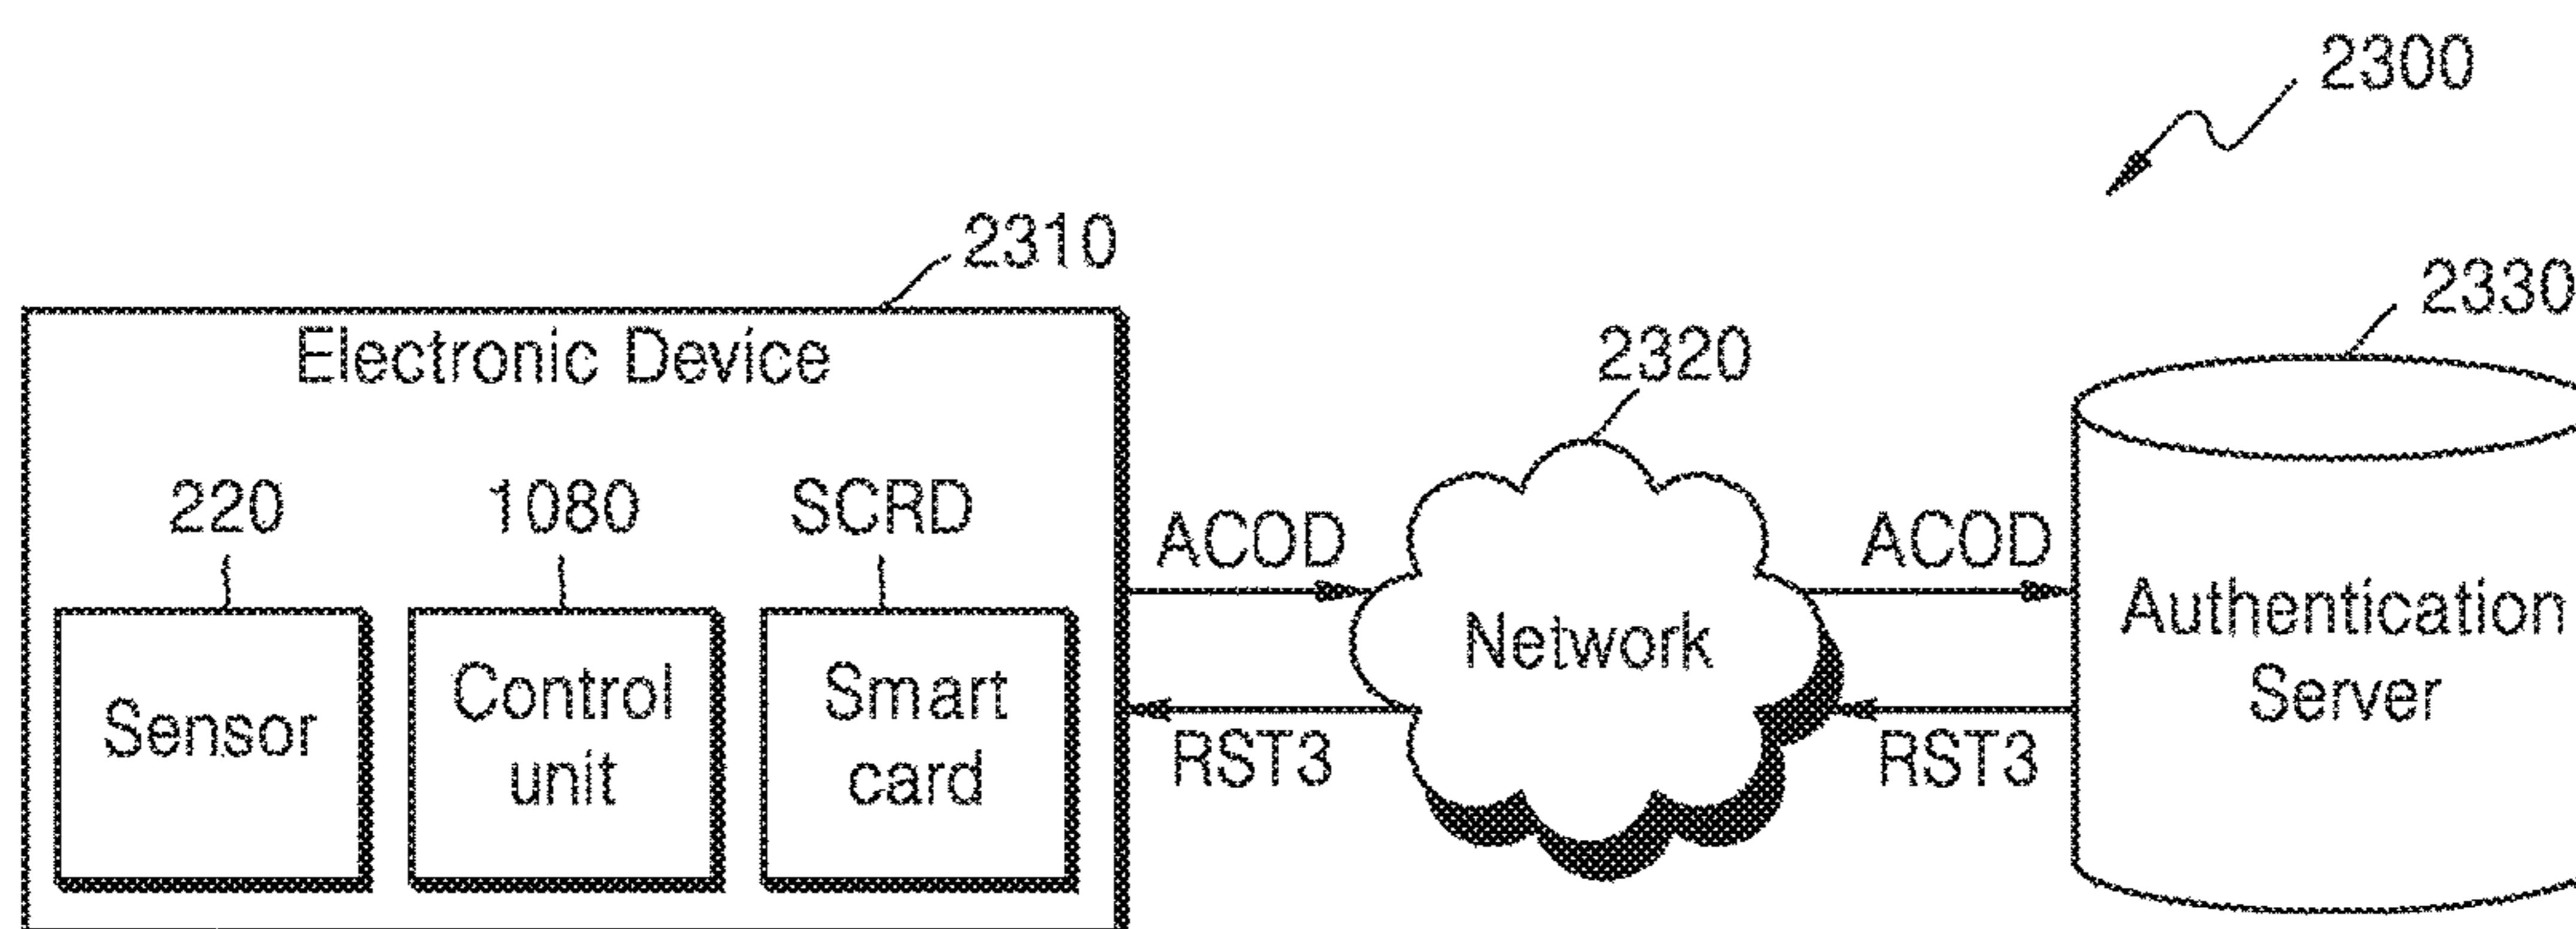 2300
2310
2330
Electronic Device
2320
220
1080
SCRD
ACOD
ACOD
Sensor
Control
unit
Smart
card
Network
Authentication
Server
RST3
RST3